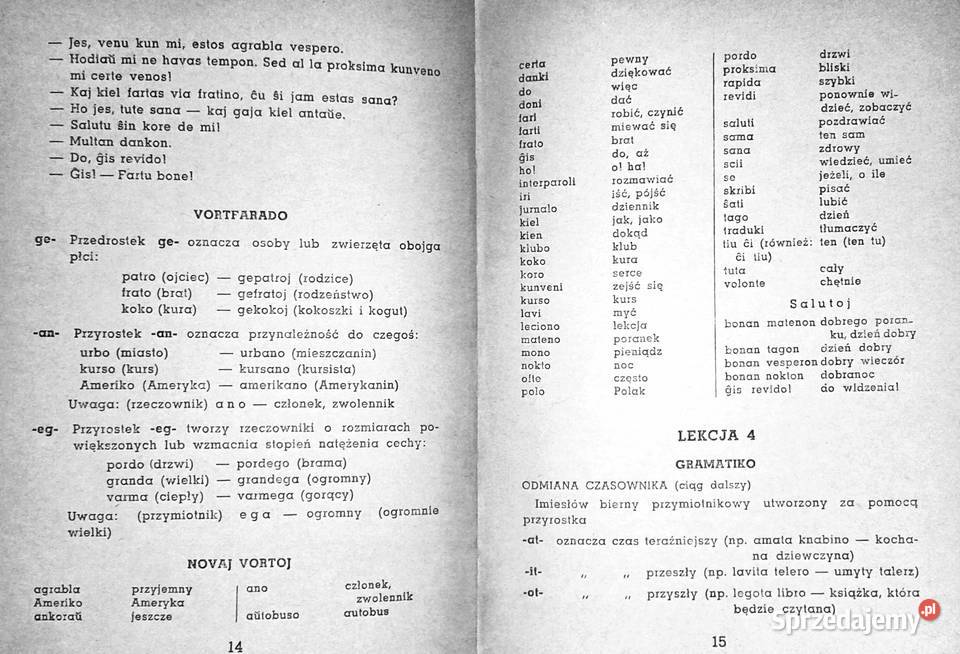 — Jes, venu kun mi, estos agrabla vespero.
— Hodiaŭ mi ne havas tempon. Sed al la proksima kunveno
mi certe venos!
— Kaj kiel fartas via fratino, ĉu ŝi jam estas sana?
— Ho jes, tute sana — kaj gaja kiel antaŭe.
— Salutu ŝin kore de mi!
— Multan dankon.
— Do, ĝis revido!
— Ĝis! — Fartu bone!
VORTFARADO
ge- Przedrostek ge- oznacza osoby lub zwierzęta obojga
płci:
patro (ojciec) — gepatroj (rodzice)
frato (brat) — gefratoj (rodzeństwo)
koko (kura) — gekokoj (kokoszki i kogut)
-an- Przyrostek -an- oznacza przynależność do czegoś:
urbo (miasto) — urbano (mieszczanin)
kurso (kurs) — kursano (kursista)
Ameriko (Ameryka) — amerikano (Amerykanin)
Uwaga: (rzeczownik) ano — członek, zwolennik
-eg- Przyrostek -eg- tworzy rzeczowniki o rozmiarach po-
większonych lub wzmacnia stopień natężenia cechy:
pordo (drzwi) — pordego (brama)
granda (wielki) — grandega (ogromny)
varma (ciepły) — varmega (gorący)
Uwaga: (przymiotnik) ega — ogromny (ogromnie
wielki)
NOVAJ VORTOJ
agrabla przyjemny
Ameriko Ameryka
ankoraŭ jeszcze
ano członek,
zwolennik
aŭtobuso autobus
14
certa pewny
danki dziękować
do więc
doni dać
fari robić, czynić
farti miewać się
frato brat
ĝis do, aż
ho! o! ha!
interparoli rozmawiać
iri iść, pójść
jurnalo dziennik
kiel jak, jako
kien dokąd
klubo klub
koko kura
koro serce
kunveni zejść się
kurso kurs
lavi myć
leciono lekcja
mateno poranek
mono pieniądz
nokto noc
ofte często
polo Polak
pordo drzwi
proksima bliski
rapida szybki
revidi ponownie wi-
dzieć, zobaczyć
saluti pozdrawiać
sama ten sam
sana zdrowy
scii wiedzieć, umieć
se jeżeli, o ile
skribi pisać
ŝati lubić
tago dzień
traduki tłumaczyć
tiu ĉi (również: ten (ten tu)
ĉi tiu)
tuta cały
volonte chętnie
Salutoj
bonan matenon dobrego poran-
ku, dzień dobry
bonan tagon dzień dobry
bonan vesperon dobry wieczór
bonan nokton dobranoc
ĝis revido! do widzenia!
LEKCJA 4
GRAMATIKO
ODMIANA CZASOWNIKA (ciąg dalszy)
Imiesłów bierny przymiotnikowy utworzony za pomocą
przyrostka
-at- oznacza czas teraźniejszy (np. amata knabino — kocha-
na dziewczyna)
-it- „ „ przeszły (np. lavita telero — umyty talerz)
-ot- „ „ przyszły (np. legota libro — książka, która
będzie czytana)
15
Sprzedajemy.pl